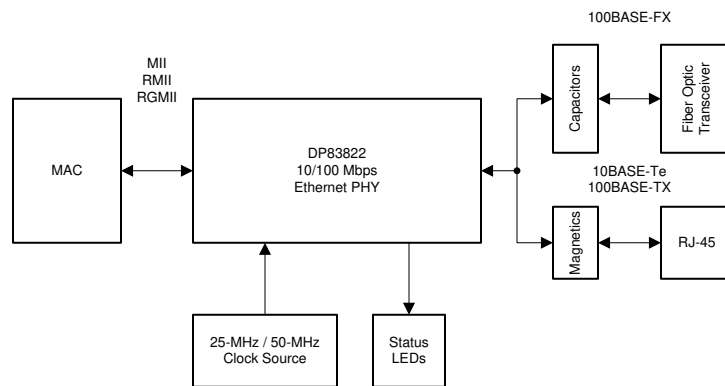 100BASE-FX
MII
RMII
RGMII
Capacitors
Fiber Optic
Transceiver
MAC
DP83822
10/100 Mbps
Ethernet PHY
10BASE-Te
100BASE-TX
Magnetics
RJ-45
25-MHz / 50-MHz
Clock Source
Status
LEDs